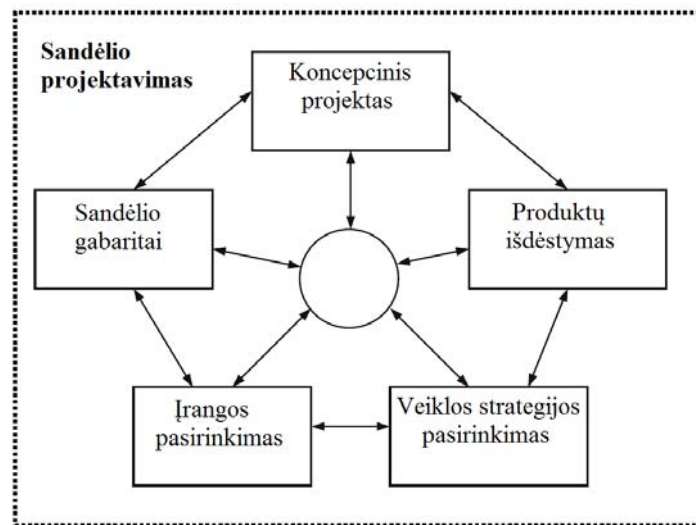 Sandėlio
projektavimas
Koncepcinis
projektas
Sandėlio
gabaritai
Produktų
išdėstymas
Įrangos
pasirinkimas
Veiklos strategijos
pasirinkimas